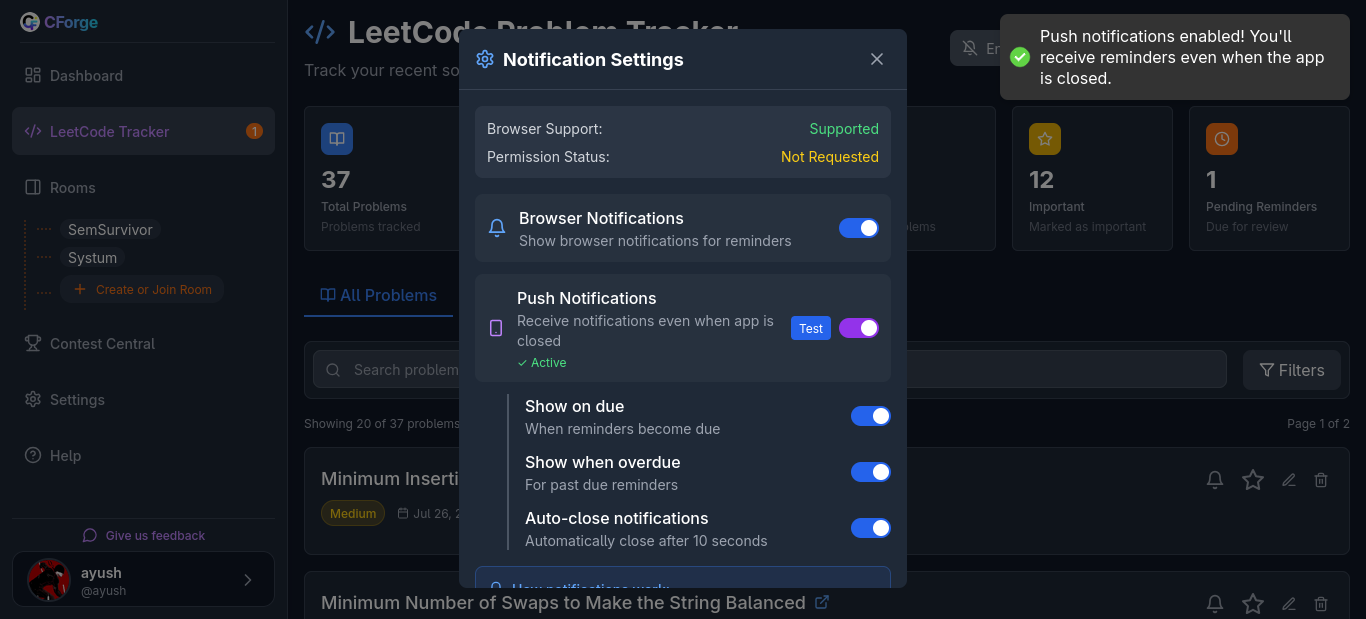 CForge
Dashboard
LeetCode Tracker
1
Rooms
SemSurvivor
Systum
Create or Join Room
Contest Central
Settings
Help
Give us feedback
ayush
@ayush
LeetCode Problem Tracker
Track your recent so
En
37
Total Problems
Problems tracked
12
Important
Marked as important
1
Pending Reminders
Due for review
All Problems
Search problem
Filters
Showing 20 of 37 problems
Page 1 of 2
Minimum Inserti
Medium
Jul 26, 2
Minimum Number of Swaps to Make the String Balanced
Notification Settings
Browser Support:
Supported
Permission Status:
Not Requested
Browser Notifications
Show browser notifications for reminders
Push Notifications
Receive notifications even when app is
closed
✓ Active
Test
Show on due
When reminders become due
Show when overdue
For past due reminders
Auto-close notifications
Automatically close after 10 seconds
How notifications work:
Push notifications enabled! You'll
receive reminders even when the app
is closed.